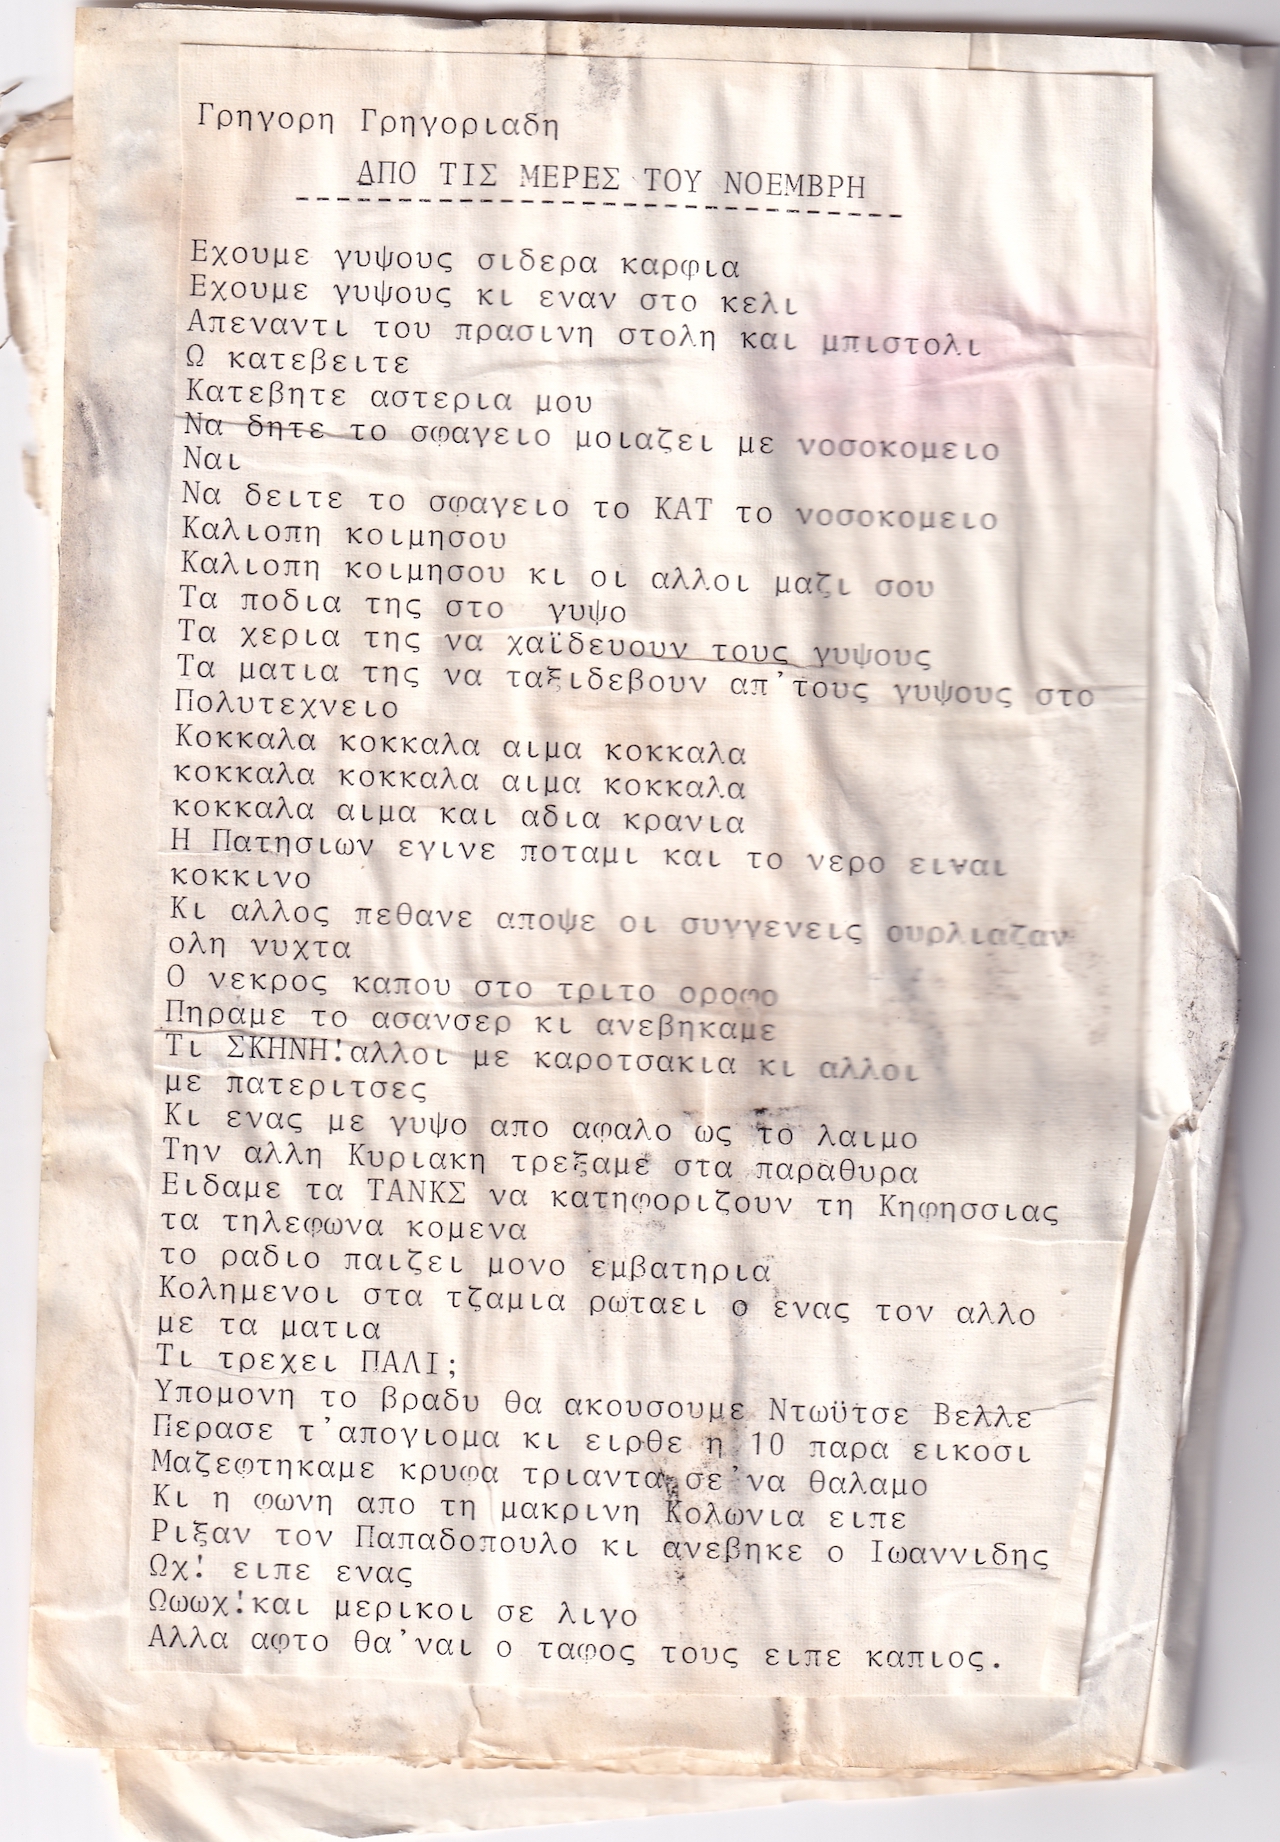 Γρηγορη Γρηγοριαδη
ΑΠΟ ΤΙΣ ΜΕΡΕΣ ΤΟΥ ΝΟΕΜΒΡΗ
Εχουμε γυψους σιδερα καρφια
Εχουμε γυψους κι εναν στο κελι
Απεναντι του πρασινη στολη και μπιστολι
Ω κατεβειτε
Κατεβητε αστερια μου
Να δητε το σφαγειο μοιαζει με νοσοκομειο
Ναι
Να δειτε το σφαγειο το ΚΑΤ το νοσοκομειο
Καλιοπη κοιμησου
Καλιοπη κοιμησου κι οι αλλοι μαζι σου
Τα ποδια της στο γυψο
Τα χερια της να χαϊδευουν τους γυψους
Τα ματια της να ταξιδεβουν απ'τους γυψους στο
Πολυτεχνειο
Κοκκαλα κοκκαλα αιμα κοκκαλα
κοκκαλα κοκκαλα αιμα κοκκαλα
κοκκαλα αιμα και αδια κρανια
Η Πατησιων εγινε ποταμι και το νερο ειναι
κοκκινο
Κι αλλος πεθανε αποψε οι συγγενεις ουρλιαζαν
ολη νυχτα
Ο νεκρος καπου στο τριτο οροφο
Πηραμε το ασανσερ κι ανεβηκαμε
Τι ΣΚΗΝΗ!αλλοι με καροτσακια κι αλλοι
με πατεριτσες
Κι ενας με γυψο απο αφαλο ως το λαιμο
Την αλλη Κυριακη τρεξαμε στα παραθυρα
Ειδαμε τα ΤΑΝΚΣ να κατηφοριζουν τη Κηφησσιας
τα τηλεφωνα κομενα
το ραδιο παιζει μονο εμβατηρια
Κολημενοι στα τζαμια ρωταει ο ενας τον αλλο
με τα ματια
Τι τρεχει ΠΑΛΙ;
Υπομονη το βραδυ θα ακουσουμε Ντωϋτσε Βελλε
Περασε τ'απογιομα κι ειρθε η 10 παρα εικοσι
Μαζεφτηκαμε κρυφα τριαντα σε'να θαλαμο
Κι η φωνη απο τη μακρινη Κολωνια ειπε
Ριξαν τον Παπαδοπουλο κι ανεβηκε ο Ιωαννιδης
Ωχ! ειπε ενας
Ωωωχ!και μερικοι σε λιγο
Αλλα αφτο θα'ναι ο ταφος τους ειπε καπιος.